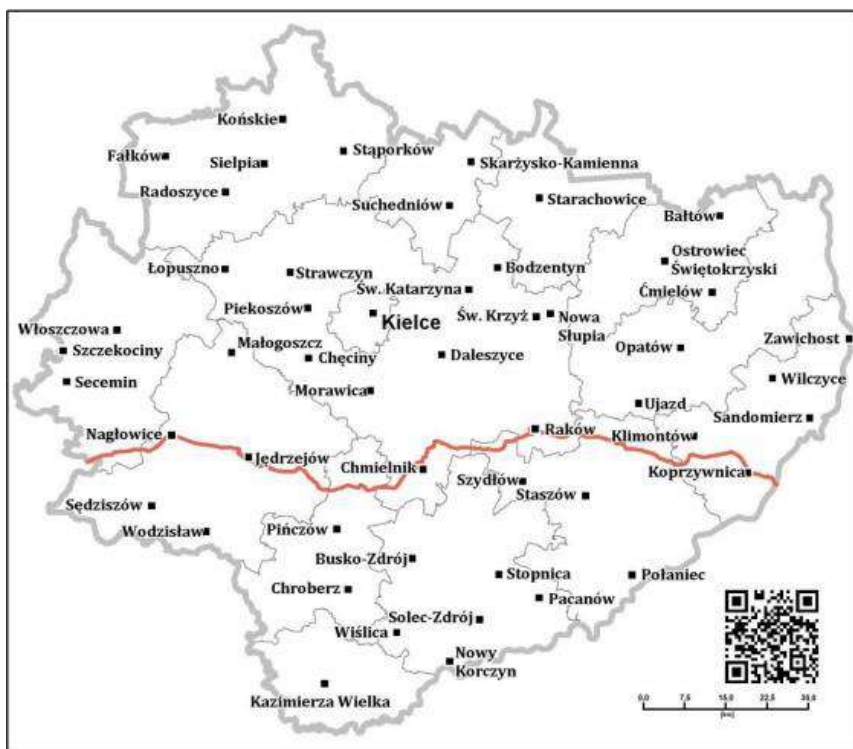 Końskie
Fałków
Sielpia
Stąporków
Skarżysko-Kamienna
Radoszyce
Suchedniów
Starachowice
Bałtów
Łopuszno
Strawczyn
Bodzentyn
Ostrowiec
Świętokrzyski
Św. Katarzyna
Ćmielów
Piekoszów
Kielce
Św. Krzyż
Nowa
Słupia
Włoszczowa
Małogoszcz
Szczekociny
Chęciny
Daleszyce
Opatów
Zawichost
Secemin
Morawica
Wilczyce
Ujazd
Sandomierz
Nagłowice
Raków
Klimontów
Jędrzejów
Chmielnik
Koprzywnica
Szydłów
Staszów
Sędziszów
Wodzisław
Pińczów
Busko-Zdrój
Stopnica
Połaniec
Chroberz
Pacanów
Solec-Zdrój
Wiślica
Nowy
Korczyn
Kazimierza Wielka
0,0 7,5 15,0 22,5 30,0
[km]